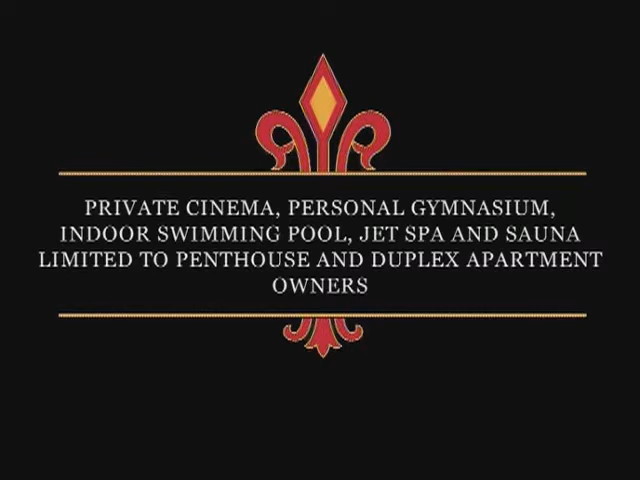 PRIVATE CINEMA, PERSONAL GYMNASIUM,
INDOOR SWIMMING POOL, JET SPA AND SAUNA
LIMITED TO PENTHOUSE AND DUPLEX APARTMENT
OWNERS